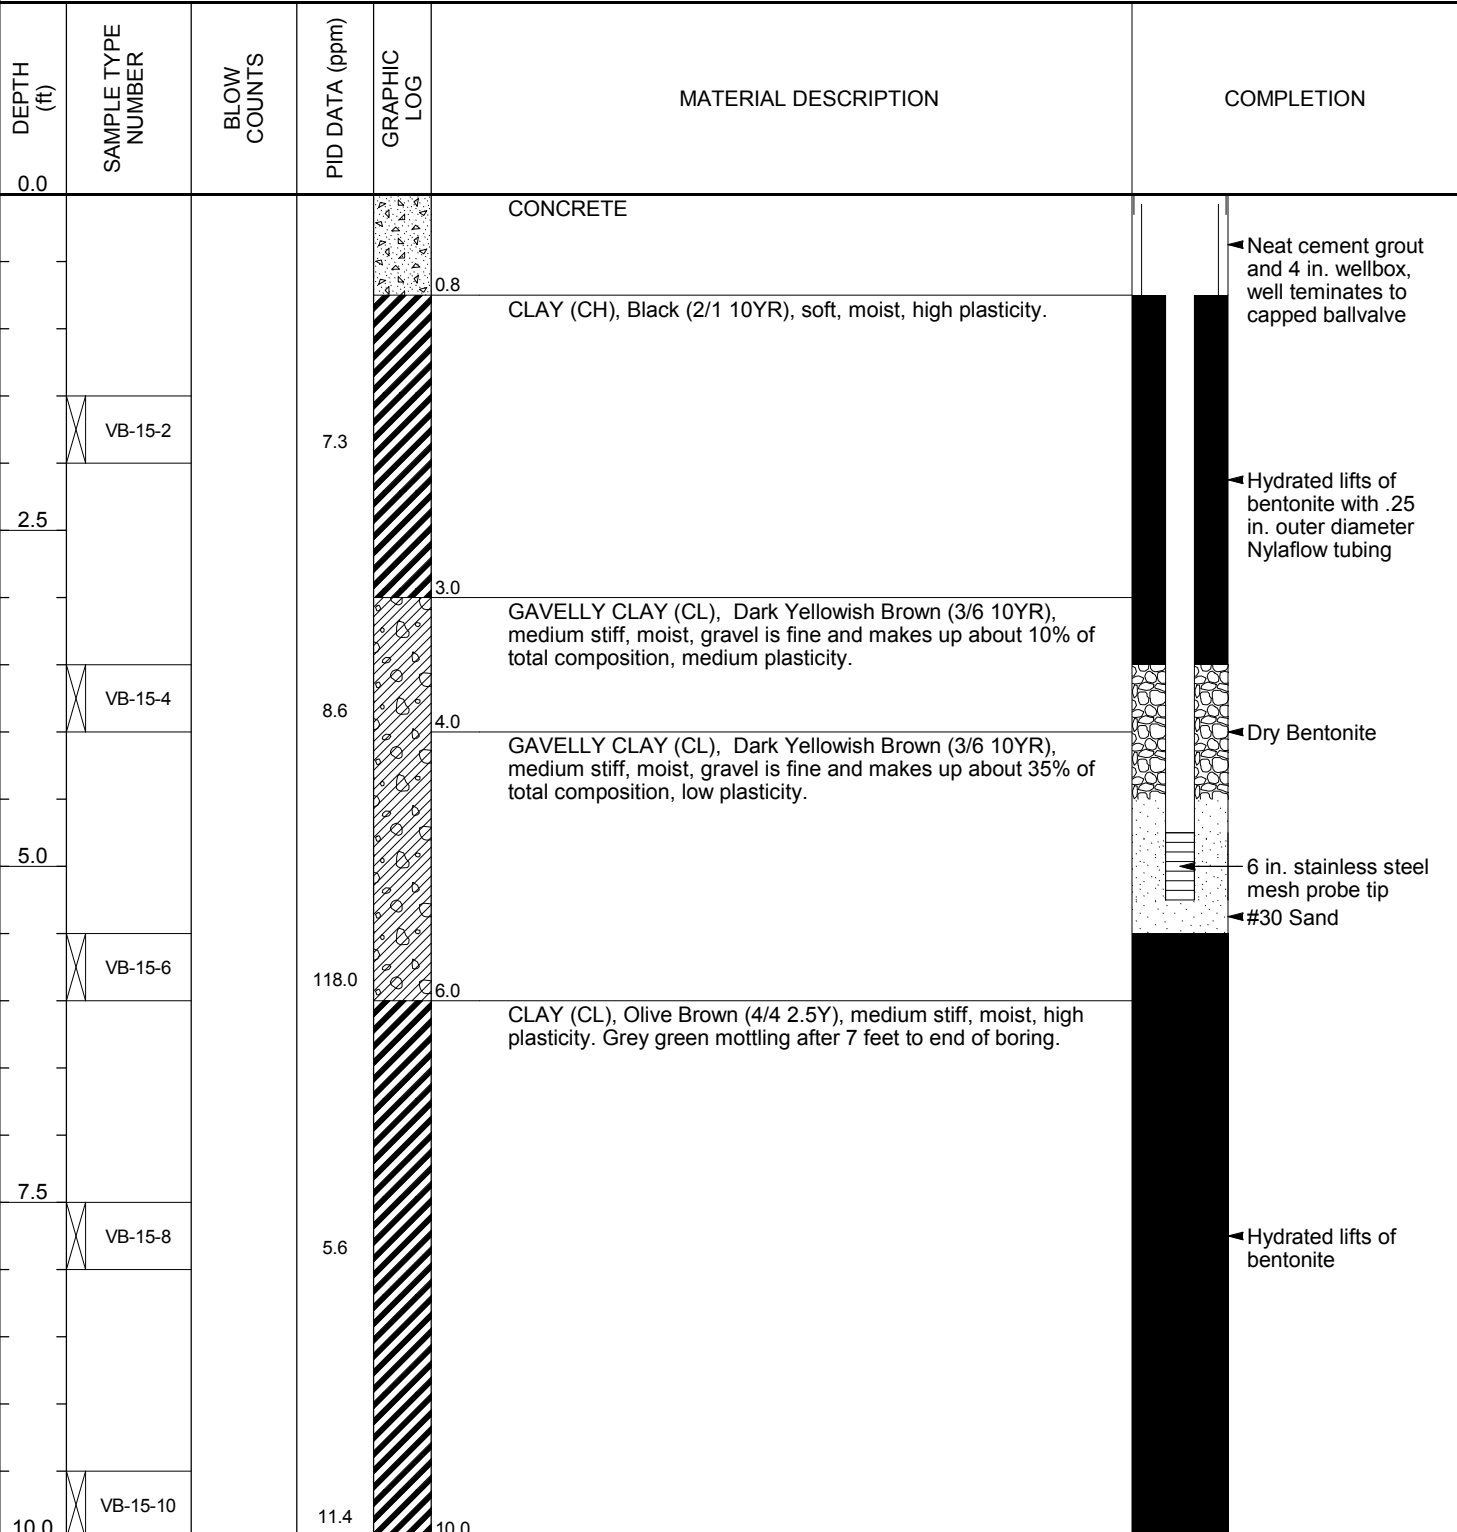 DEPTH
(ft)
0.0
SAMPLE TYPE
NUMBER
BLOW
COUNTS
PID DATA (ppm)
GRAPHIC
LOG
MATERIAL DESCRIPTION
COMPLETION
CONCRETE
0.8
Neat cement grout
and 4 in. wellbox,
well teminates to
capped ballvalve
CLAY (CH), Black (2/1 10YR), soft, moist, high plasticity.
VB-15-2
7.3
2.5
Hydrated lifts of
bentonite with .25
in. outer diameter
Nylaflow tubing
3.0
GAVELLY CLAY (CL),  Dark Yellowish Brown (3/6 10YR),
medium stiff, moist, gravel is fine and makes up about 10% of
total composition, medium plasticity.
VB-15-4
8.6
4.0
Dry Bentonite
GAVELLY CLAY (CL),  Dark Yellowish Brown (3/6 10YR),
medium stiff, moist, gravel is fine and makes up about 35% of
total composition, low plasticity.
5.0
6 in. stainless steel
mesh probe tip
#30 Sand
VB-15-6
118.0
6.0
CLAY (CL), Olive Brown (4/4 2.5Y), medium stiff, moist, high
plasticity. Grey green mottling after 7 feet to end of boring.
7.5
VB-15-8
5.6
Hydrated lifts of
bentonite
VB-15-10
11.4
10.0
10.0